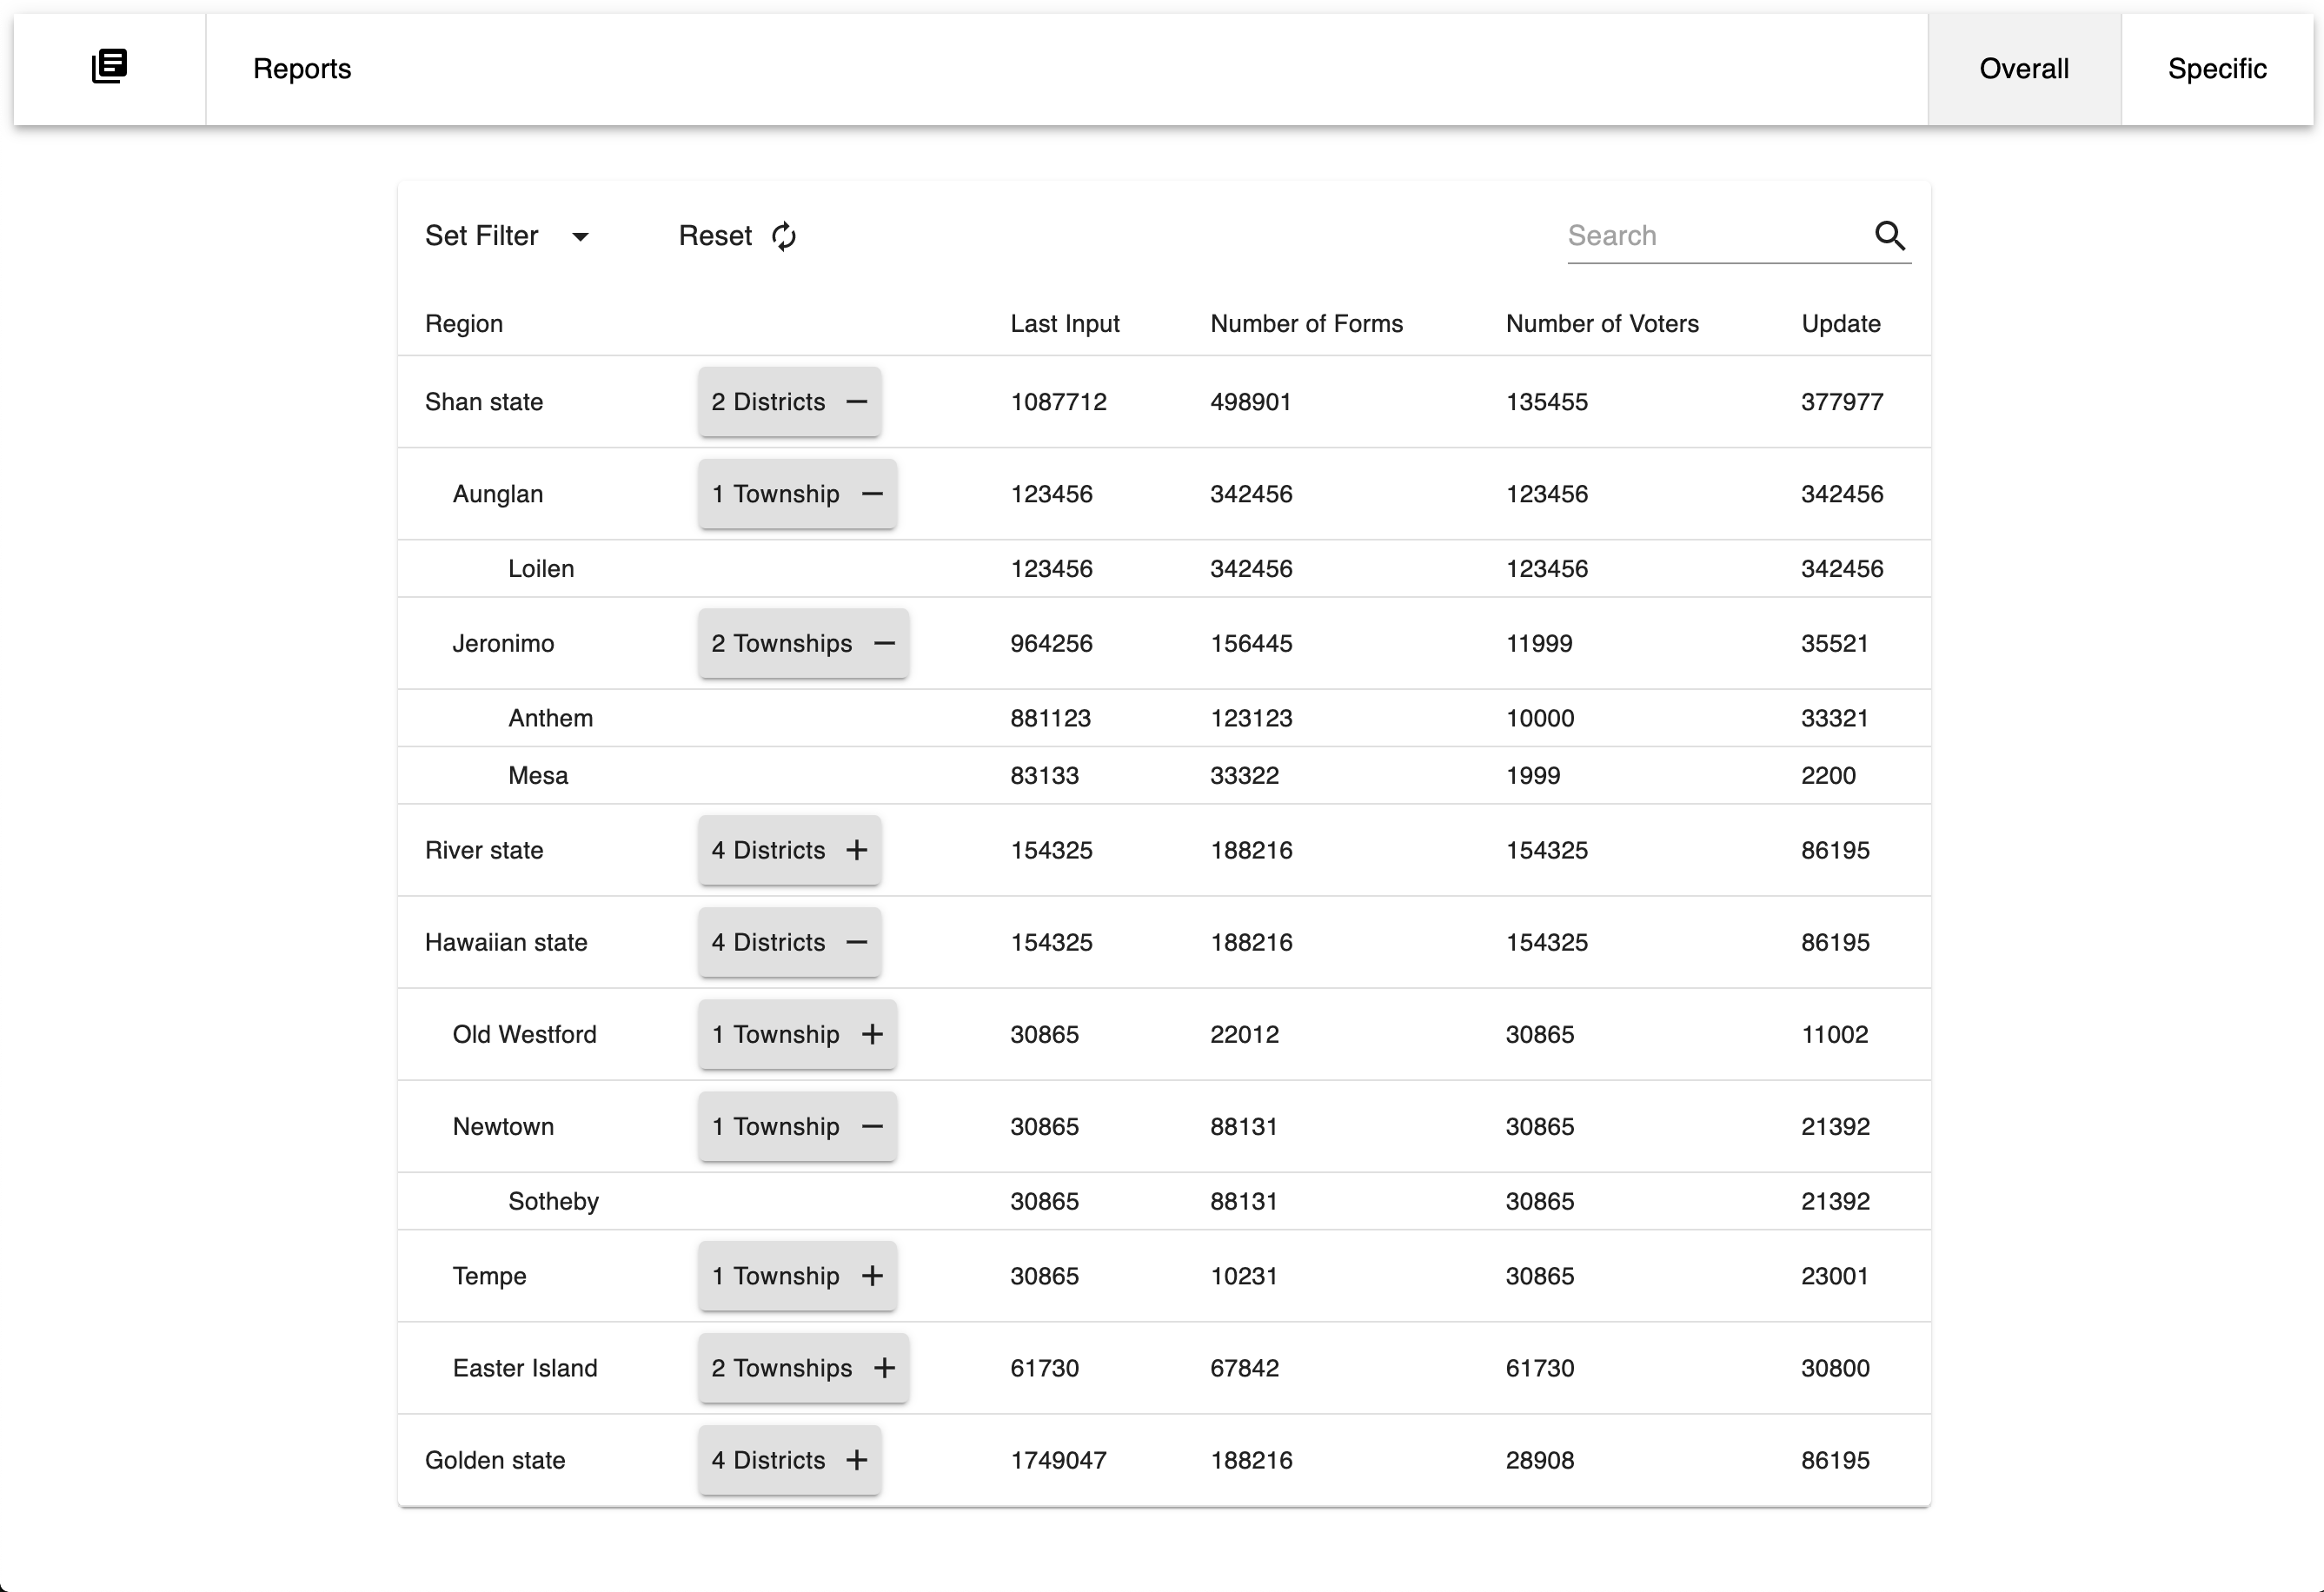 Reports Overall Specific
Set Filter Reset Search
Region Last Input Number of Forms Number of Voters Update
Shan state 2 Districts 1087712 498901 135455 377977
Aunglan 1 Township 123456 342456 123456 342456
Loilen 123456 342456 123456 342456
Jeronimo 2 Townships 964256 156445 11999 35521
Anthem 881123 123123 10000 33321
Mesa 83133 33322 1999 2200
River state 4 Districts 154325 188216 154325 86195
Hawaiian state 4 Districts 154325 188216 154325 86195
Old Westford 1 Township 30865 22012 30865 11002
Newtown 1 Township 30865 88131 30865 21392
Sotheby 30865 88131 30865 21392
Tempe 1 Township 30865 10231 30865 23001
Easter Island 2 Townships 61730 67842 61730 30800
Golden state 4 Districts 1749047 188216 28908 86195